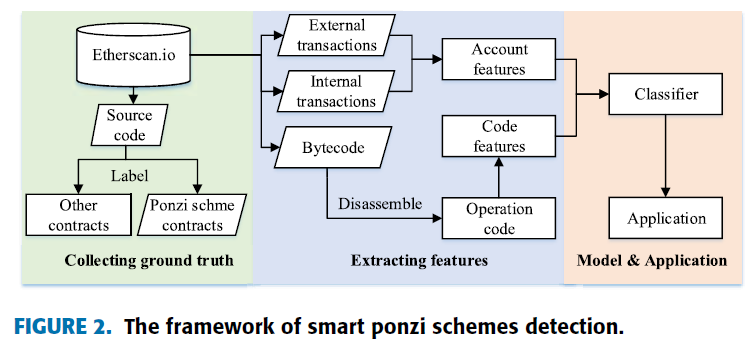 Etherscan.io
Source
code
Label
Other
contracts
Ponzi schme
contracts
Collecting ground truth
External
transactions
Internal
transactions
Bytecode
Disassemble
Account
features
Code
features
Operation
code
Extracting features
Classifier
Application
Model & Application
FIGURE 2. The framework of smart ponzi schemes detection.